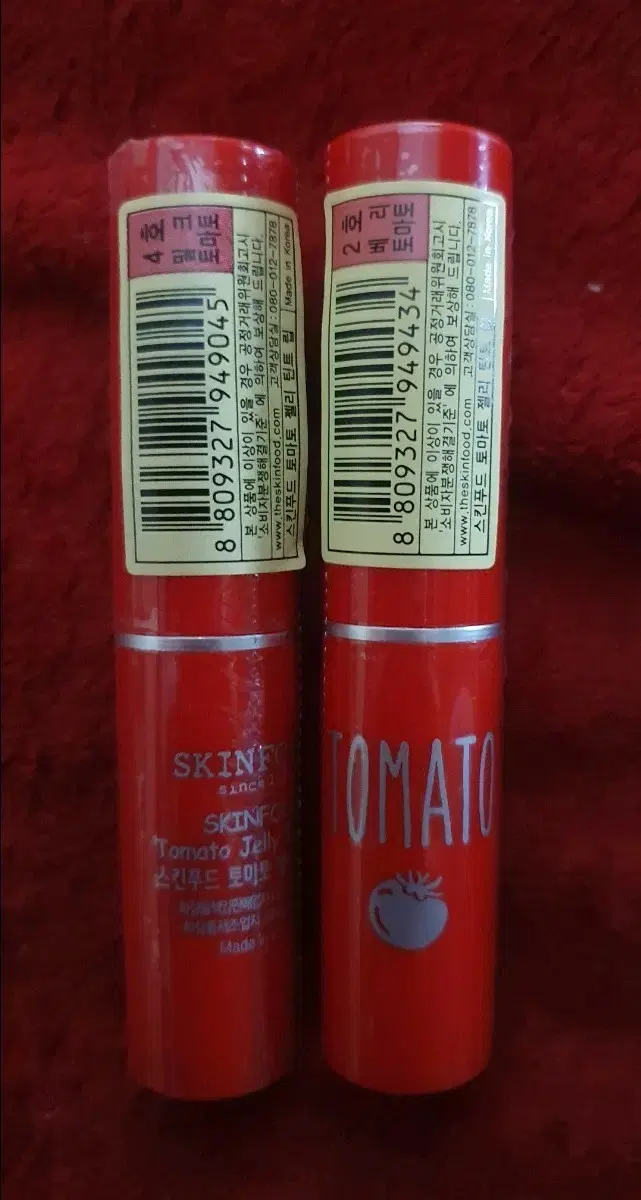 4호
밀크
토마토
8 809327 949045
본 상품에 이상이 있을 경우 공정거래위원회고시
'소비자분쟁해결기준' 에 의하여 보상해 드립니다.
www.theskinfood.com 고객상담실 : 080-012-7878
스킨푸드 토마토 젤리 틴트 립 Made in Korea
SKINFO
since 1
SKINFO
Tomato Jelly
스킨푸드 토마토
Made in
2호
베리
토마토
8 809327 949434
본 상품에 이상이 있을 경우 공정거래위원회고시
'소비자분쟁해결기준' 에 의하여 보상해 드립니다.
www.theskinfood.com 고객상담실 : 080-012-7878
스킨푸드 토마토 젤리 틴트 립 Made in Korea
TOMATO